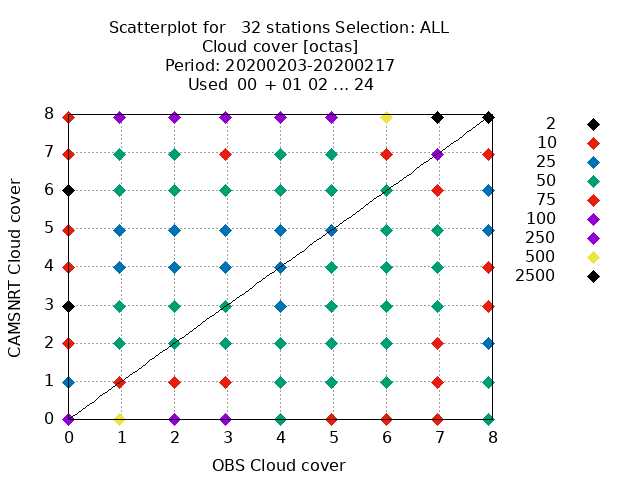 Scatterplot for   32 stations Selection: ALL
Cloud cover [octas]
Period: 20200203-20200217
Used  00 + 01 02 ... 24
8
7
6
5
4
3
2
1
0
CAMSNRT Cloud cover
0 1 2 3 4 5 6 7 8
OBS Cloud cover
2
10
25
50
75
100
250
500
2500